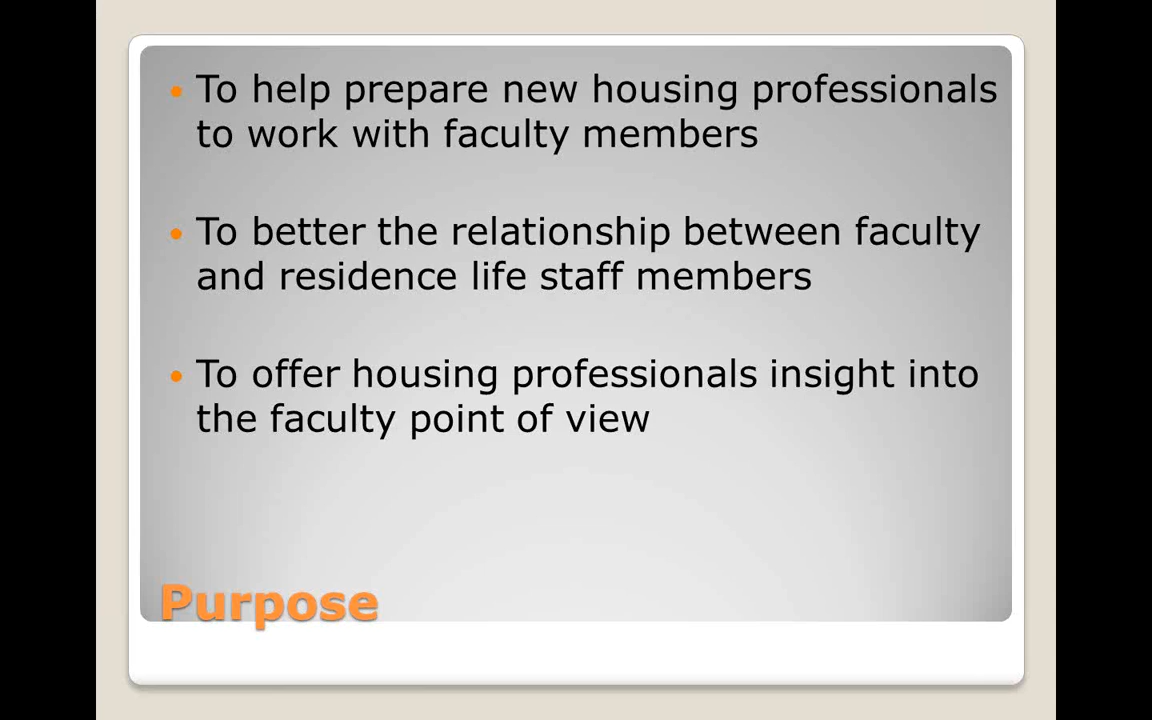 To help prepare new housing professionals
to work with faculty members
To better the relationship between faculty
and residence life staff members
To offer housing professionals insight into
the faculty point of view
Purpose